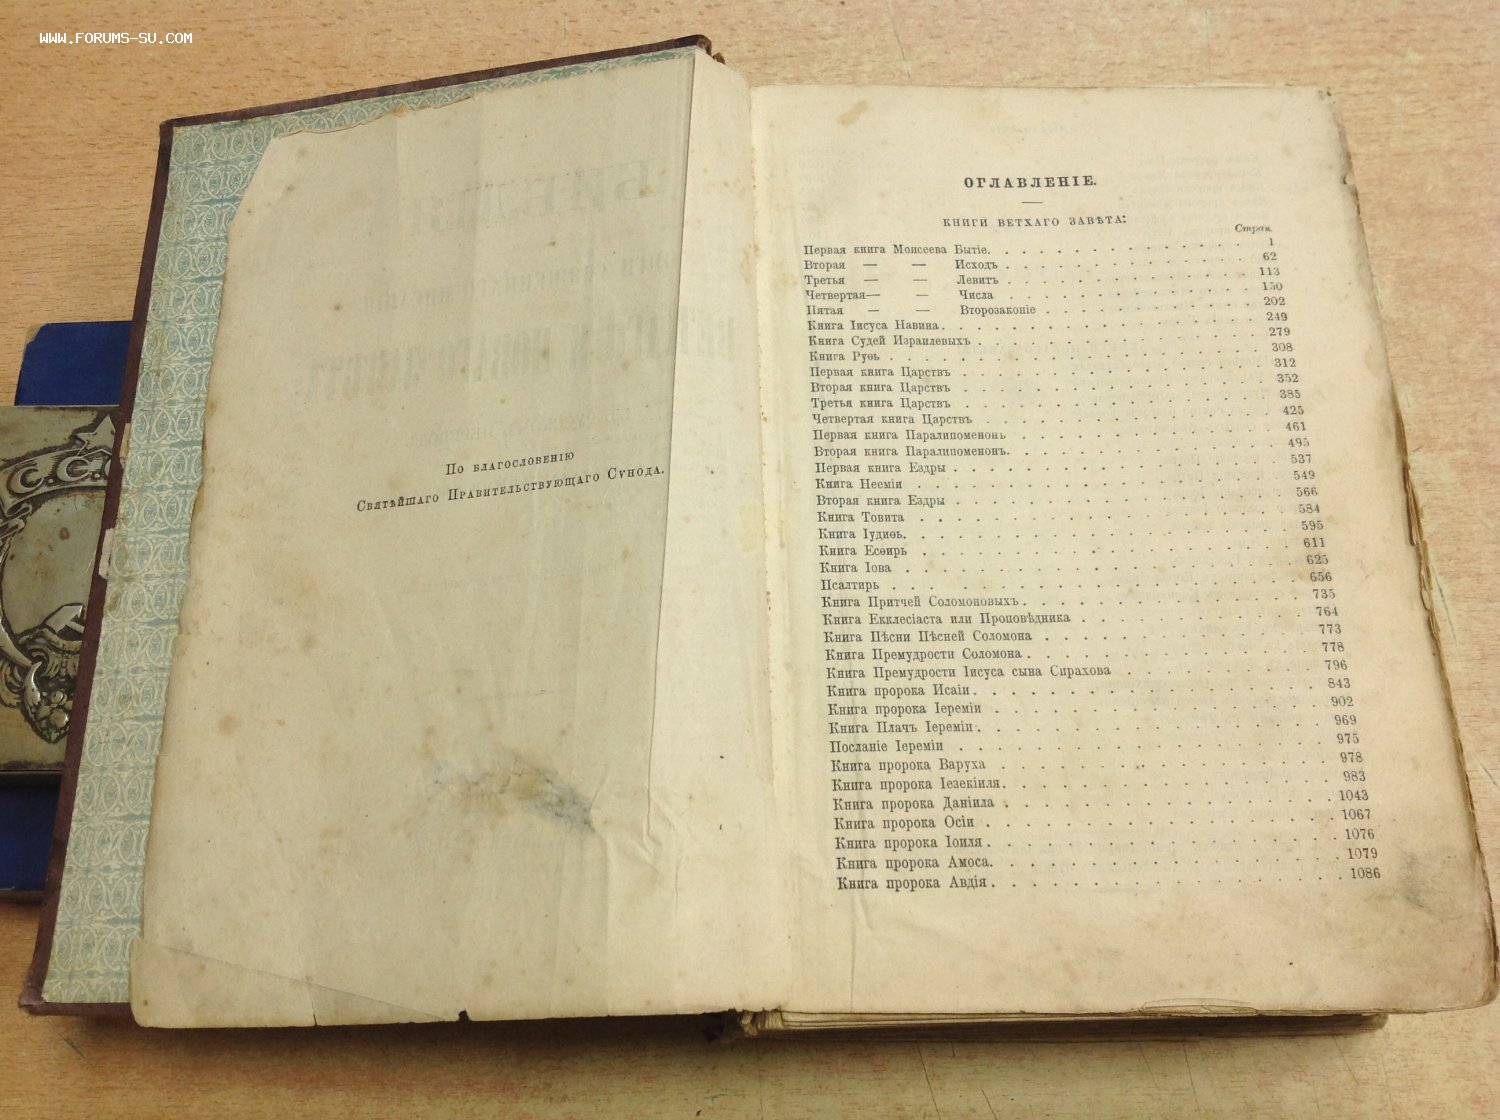 WWW.FORUMS-SU.COM
С.С.
По благословенію
Святѣйшаго Правительствующаго Сѵнода.
ОГЛАВЛЕНІЕ.
КНИГИ ВЕТХАГО ЗАВѢТА:
Стран.
Первая книга Моисеева Бытіе. 1
Вторая — — Исходъ 62
Третья — — Левитъ 113
Четвертая— — Числа 150
Пятая — — Второзаконіе 202
Книга Іисуса Навина. 249
Книга Судей Израилевыхъ 279
Книга Руѳь 308
Первая книга Царствъ 312
Вторая книга Царствъ 352
Третья книга Царствъ 385
Четвертая книга Царствъ 425
Первая книга Паралипоменонъ 461
Вторая книга Паралипоменонъ. 495
Первая книга Ездры 537
Книга Нееміи 549
Вторая книга Ездры 566
Книга Товита 584
Книга Іудиѳь. 595
Книга Есѳирь 611
Книга Іова 625
Псалтирь 656
Книга Притчей Соломоновыхъ. 735
Книга Екклесіаста или Проповѣдника 764
Книга Пѣсни Пѣсней Соломона 773
Книга Премудрости Соломона. 778
Книга Премудрости Іисуса сына Сирахова 796
Книга пророка Исаіи. 843
Книга пророка Іереміи 902
Книга Плачъ Іереміи. 969
Посланіе Іереміи 975
Книга пророка Варуха 978
Книга пророка Іезекіиля. 983
Книга пророка Даніила 1043
Книга пророка Осіи 1067
Книга пророка Іоиля. 1076
Книга пророка Амоса. 1079
Книга пророка Авдія. 1086